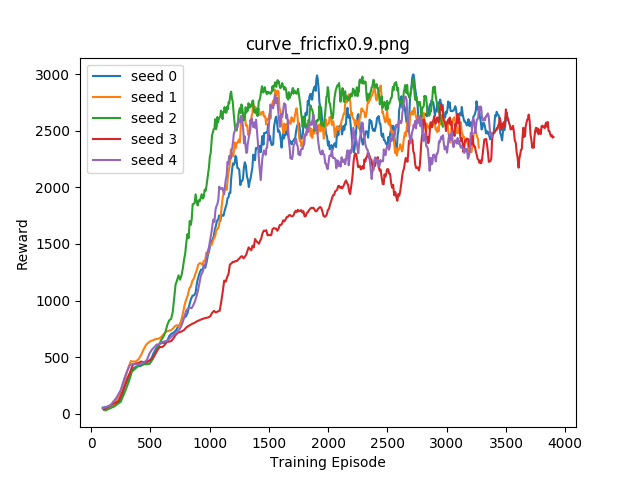 curve_fricfix0.9.png
seed 0
seed 1
seed 2
seed 3
seed 4
Reward
3000
2500
2000
1500
1000
500
0
0 500 1000 1500 2000 2500 3000 3500 4000
Training Episode